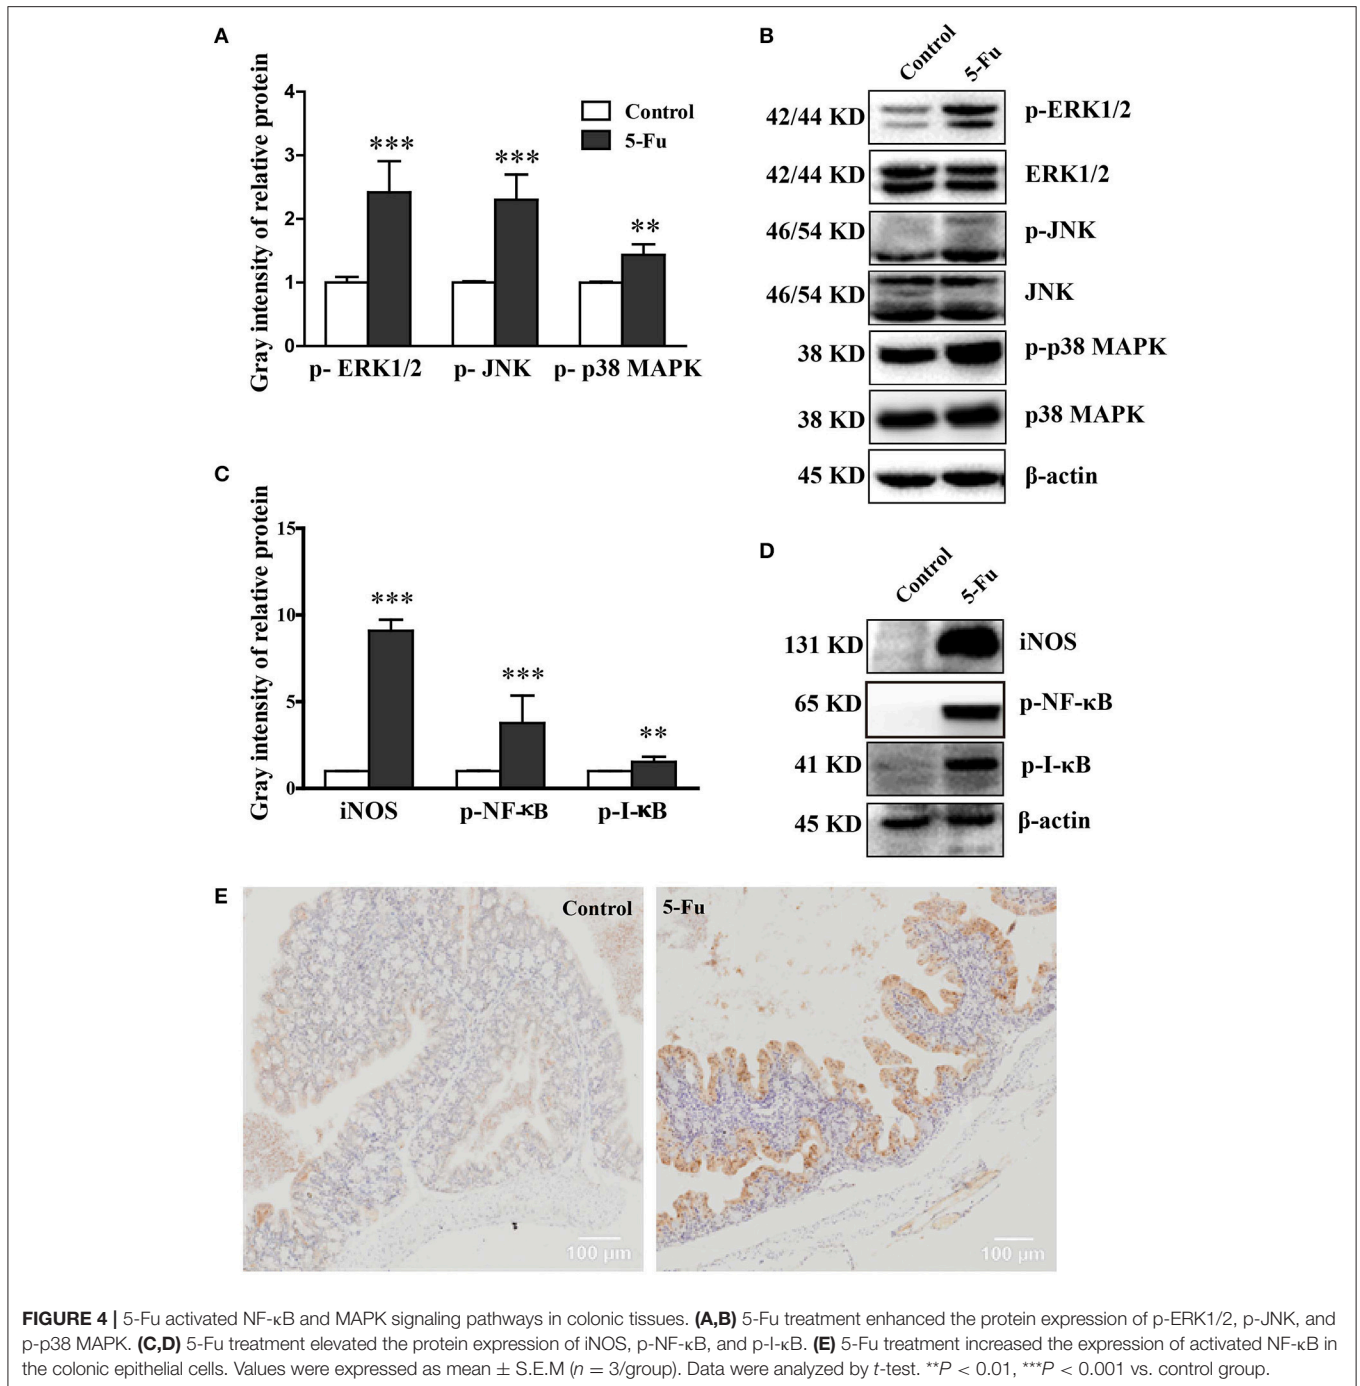 A
Gray intensity of relative protein
4
3
2
1
0
Control
5-Fu
***
***
**
p- ERK1/2
p- JNK
p- p38 MAPK
B
Control
5-Fu
42/44 KD
p-ERK1/2
42/44 KD
ERK1/2
46/54 KD
p-JNK
46/54 KD
JNK
38 KD
p-p38 MAPK
38 KD
p38 MAPK
45 KD
β-actin
C
Gray intensity of relative protein
15
10
5
0
***
***
**
iNOS
p-NF-κB
p-I-κB
D
Control
5-Fu
131 KD
iNOS
65 KD
p-NF-κB
41 KD
p-I-κB
45 KD
β-actin
E
Control
100 μm
5-Fu
100 μm
FIGURE 4 | 5-Fu activated NF-κB and MAPK signaling pathways in colonic tissues. (A,B) 5-Fu treatment enhanced the protein expression of p-ERK1/2, p-JNK, and
p-p38 MAPK. (C,D) 5-Fu treatment elevated the protein expression of iNOS, p-NF-κB, and p-I-κB. (E) 5-Fu treatment increased the expression of activated NF-κB in
the colonic epithelial cells. Values were expressed as mean ± S.E.M (n = 3/group). Data were analyzed by t-test. **P < 0.01, ***P < 0.001 vs. control group.